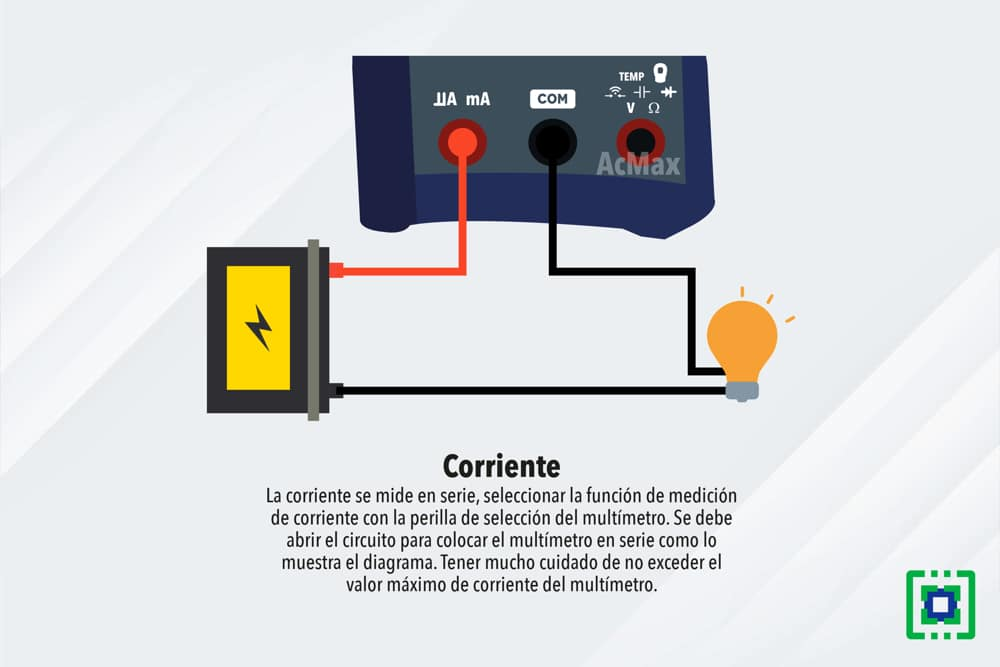 TEMP
µA mA
COM
V Ω
AcMax
Corriente
La corriente se mide en serie, seleccionar la función de medición
de corriente con la perilla de selección del multímetro. Se debe
abrir el circuito para colocar el multímetro en serie como lo
muestra el diagrama. Tener mucho cuidado de no exceder el
valor máximo de corriente del multímetro.